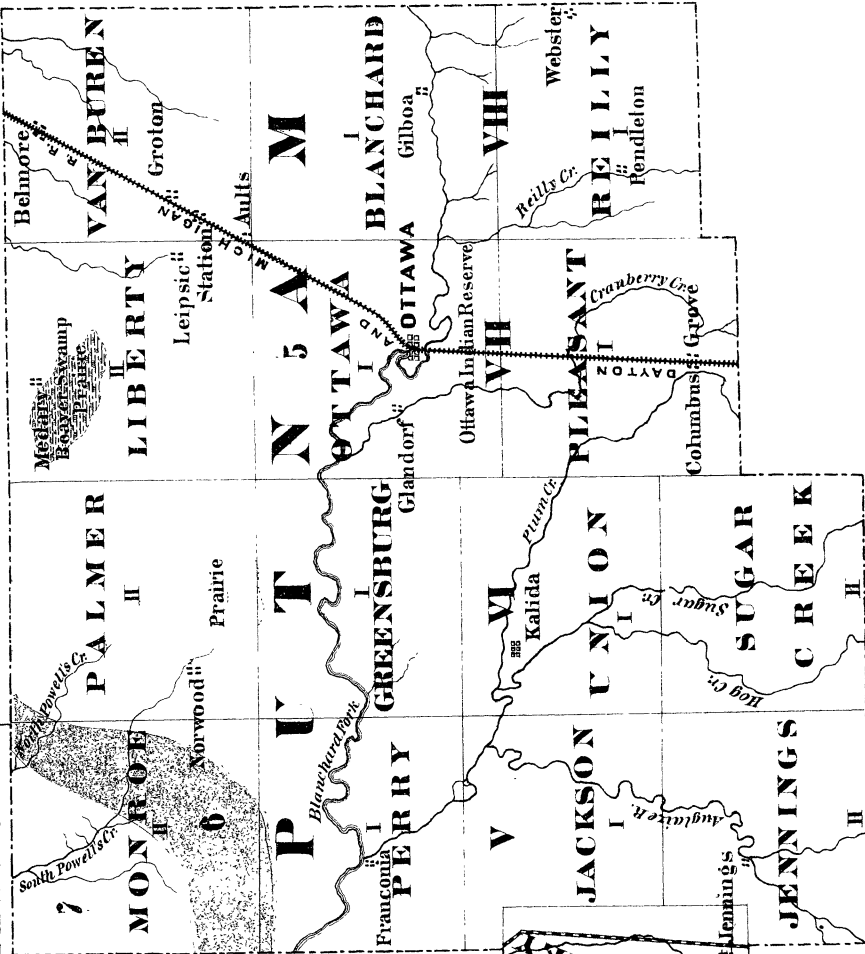 PUTNAM
VAN BUREN
II
Belmore
R. R.
Groton
LIBERTY
II
Leipsic
Station
Medary
Beaver Swamp
Prairie
PALMER
II
North Powell's Cr.
Prairie
Norwood
MONROE
II
South Powell's Cr.
6
5
MICHIGAN
AND
DAYTON
Aults
BLANCHARD
I
Gilboa
OTTAWA
I
OTTAWA
Glandorf
Ottawa Indian Reserve
GREENSBURG
I
Blanchard Fork
PERRY
I
Franconia
VIII
VII
VI
V
Webster
REILLY
I
Pendleton
Reilly Cr.
PLEASANT
I
Cranberry Cr.
Columbus Grove
Plum Cr.
Kalida
UNION
I
Sugar Cr.
Hog Cr.
SUGAR
CREEK
II
JACKSON
I
Auglaize R.
JENNINGS
II
Jennings